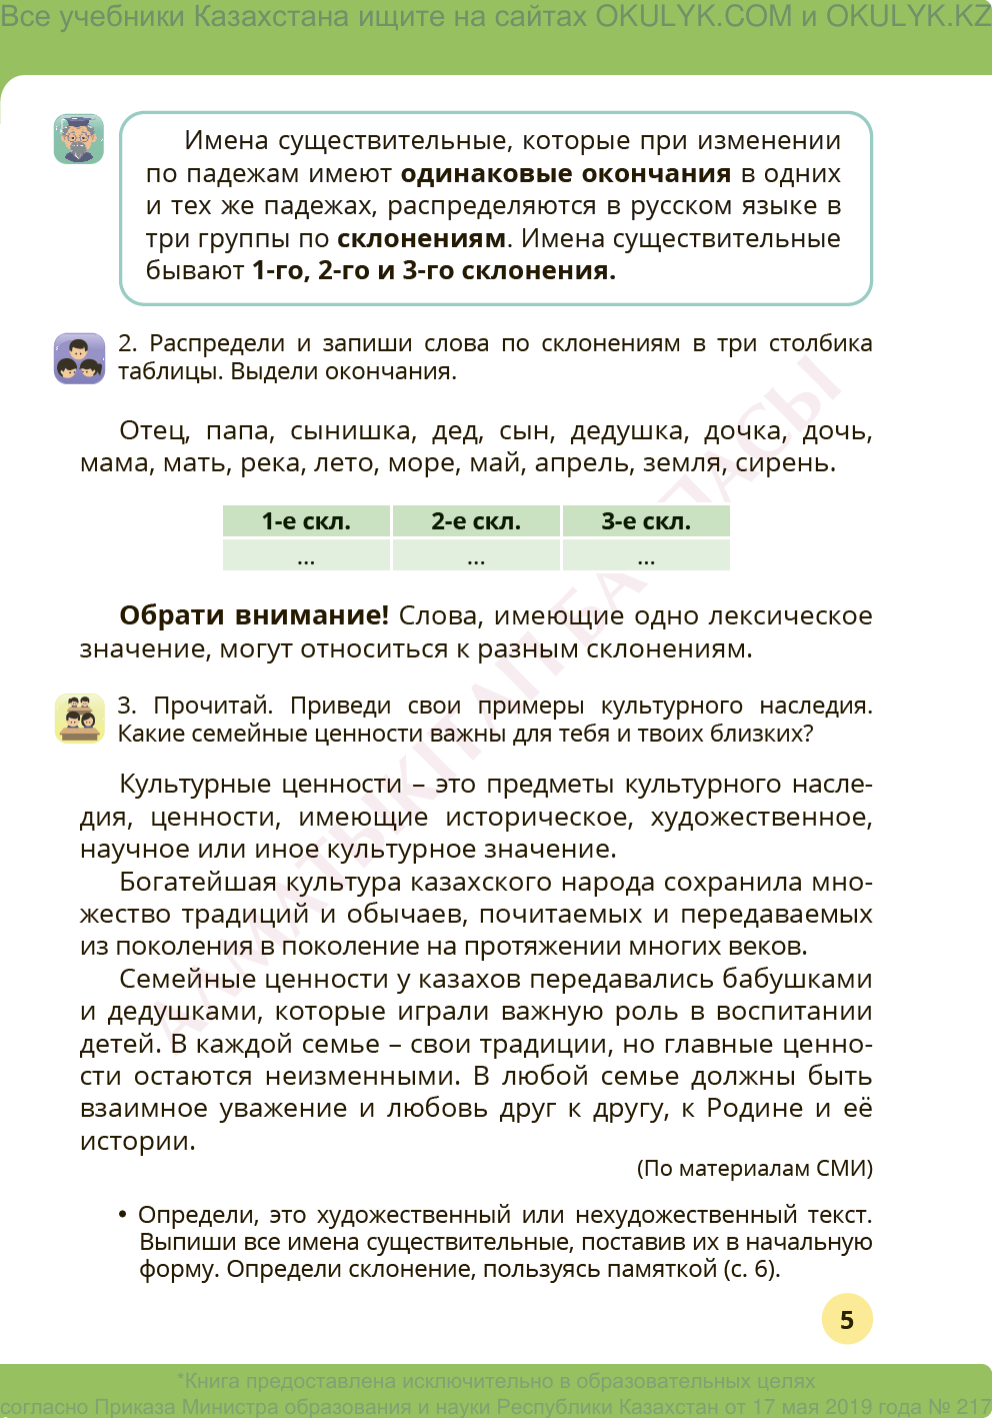 Все учебники Казахстана ищите на сайтах OKULYK.COM и OKULYK.KZ
Имена существительные, которые при изменении
по падежам имеют одинаковые окончания в одних
и тех же падежах, распределяются в русском языке в
три группы по склонениям. Имена существительные
бывают 1-го, 2-го и 3-го склонения.
2. Распредели и запиши слова по склонениям в три столбика
таблицы. Выдели окончания.
Отец, папа, сынишка, дед, сын, дедушка, дочка, дочь,
мама, мать, река, лето, море, май, апрель, земля, сирень.
1-е скл. 2-е скл. 3-е скл.
... ... ...
Обрати внимание! Слова, имеющие одно лексическое
значение, могут относиться к разным склонениям.
3. Прочитай. Приведи свои примеры культурного наследия.
Какие семейные ценности важны для тебя и твоих близких?
Культурные ценности – это предметы культурного насле-
дия, ценности, имеющие историческое, художественное,
научное или иное культурное значение.
Богатейшая культура казахского народа сохранила мно-
жество традиций и обычаев, почитаемых и передаваемых
из поколения в поколение на протяжении многих веков.
Семейные ценности у казахов передавались бабушками
и дедушками, которые играли важную роль в воспитании
детей. В каждой семье – свои традиции, но главные ценно-
сти остаются неизменными. В любой семье должны быть
взаимное уважение и любовь друг к другу, к Родине и её
истории.
(По материалам СМИ)
• Определи, это художественный или нехудожественный текст.
Выпиши все имена существительные, поставив их в начальную
форму. Определи склонение, пользуясь памяткой (с. 6).
5
*Книга предоставлена исключительно в образовательных целях
согласно Приказа Министра образования и науки Республики Казахстан от 17 мая 2019 года № 217